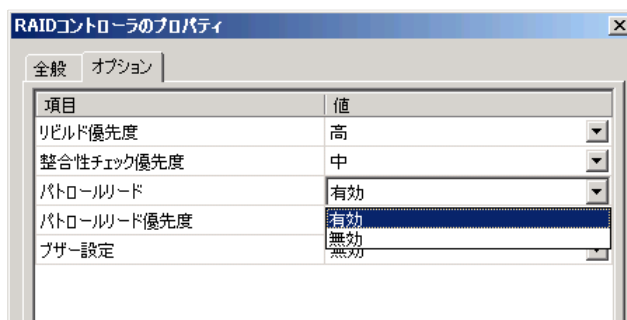 RAIDコントローラのプロパティ
全般 オプション
項目 値
リビルド優先度 高
整合性チェック優先度 中
パトロールリード 有効
パトロールリード優先度 有効
無効
ブザー設定 無効